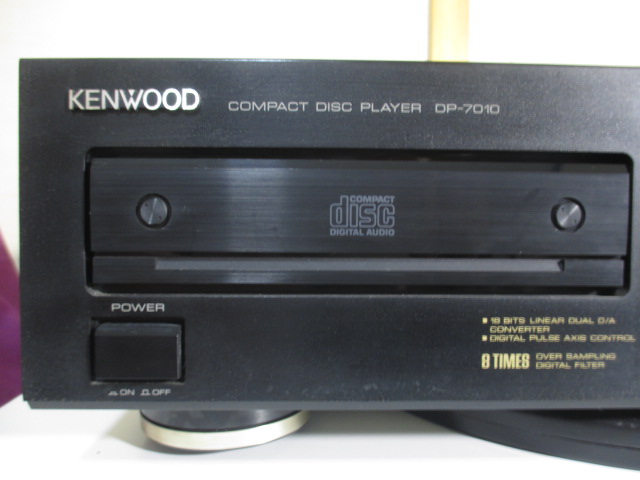 KENWOOD COMPACT DISC PLAYER DP-7010
COMPACT
disc
DIGITAL AUDIO
POWER
ON OFF
18 BITS LINEAR DUAL D/A
CONVERTER
DIGITAL PULSE AXIS CONTROL
8 TIMES OVER SAMPLING
DIGITAL FILTER